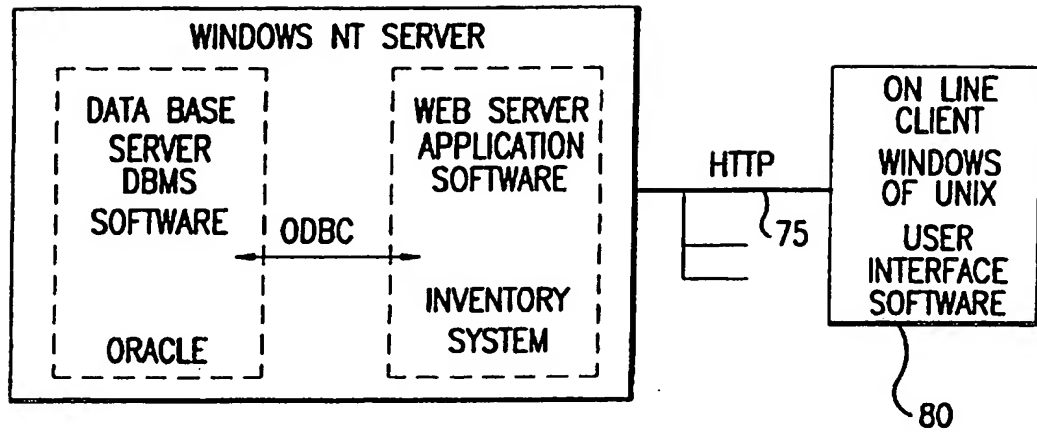 WINDOWS NT SERVER
DATA BASE
SERVER
DBMS
SOFTWARE
ORACLE
ODBC
WEB SERVER
APPLICATION
SOFTWARE
INVENTORY
SYSTEM
HTTP
75
ON LINE
CLIENT
WINDOWS
OF UNIX
USER
INTERFACE
SOFTWARE
80